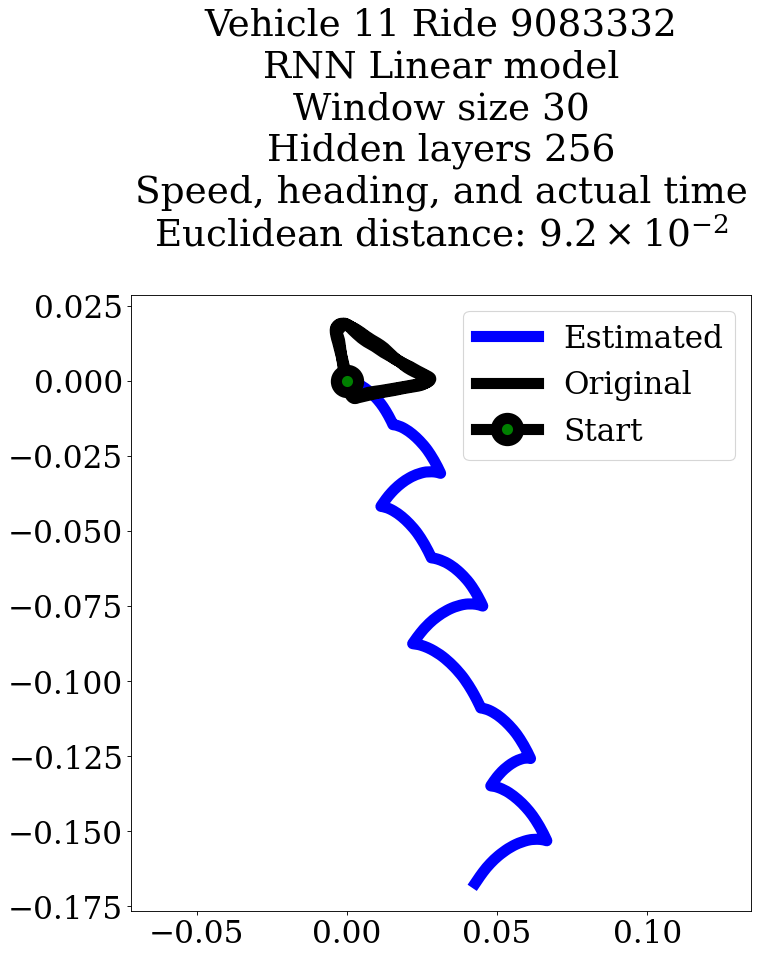 Vehicle 11 Ride 9083332
RNN Linear model
Window size 30
Hidden layers 256
Speed, heading, and actual time
Euclidean distance: 9.2 × 10⁻²
0.025
0.000
−0.025
−0.050
−0.075
−0.100
−0.125
−0.150
−0.175
Estimated
Original
Start
−0.05
0.00
0.05
0.10